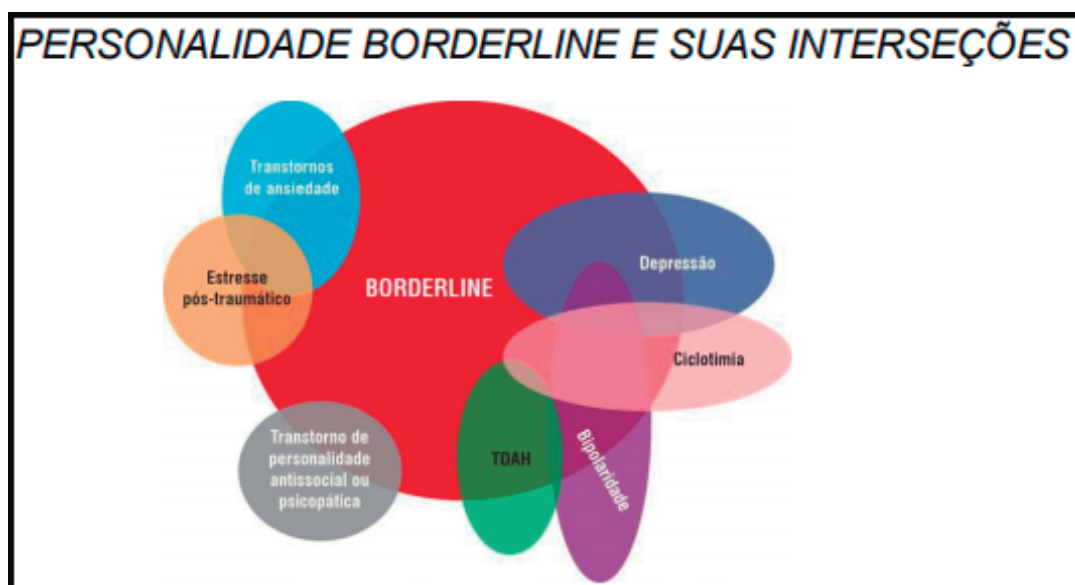 PERSONALIDADE BORDERLINE E SUAS INTERSEÇÕES
Transtornos
de ansiedade
Estresse
pós-traumático
BORDERLINE
Depressão
Ciclotimia
Transtorno de
personalidade
antissocial ou
psicopática
TDAH
Bipolaridade